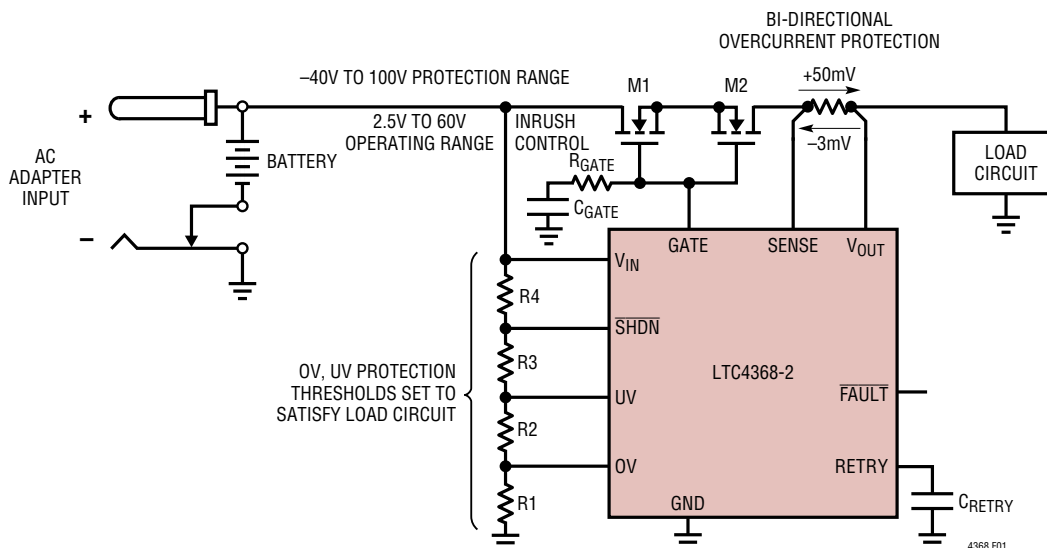 BI-DIRECTIONAL
OVERCURRENT PROTECTION
–40V TO 100V PROTECTION RANGE
M1
M2
+50mV
+
2.5V TO 60V
OPERATING RANGE
INRUSH
CONTROL
–3mV
AC
ADAPTER
INPUT
BATTERY
RGATE
CGATE
LOAD
CIRCUIT
–
GATE
SENSE
VOUT
VIN
R4
SHDN
R3
OV, UV PROTECTION
THRESHOLDS SET TO
SATISFY LOAD CIRCUIT
LTC4368-2
UV
FAULT
R2
OV
RETRY
R1
GND
CRETRY
4368 F01